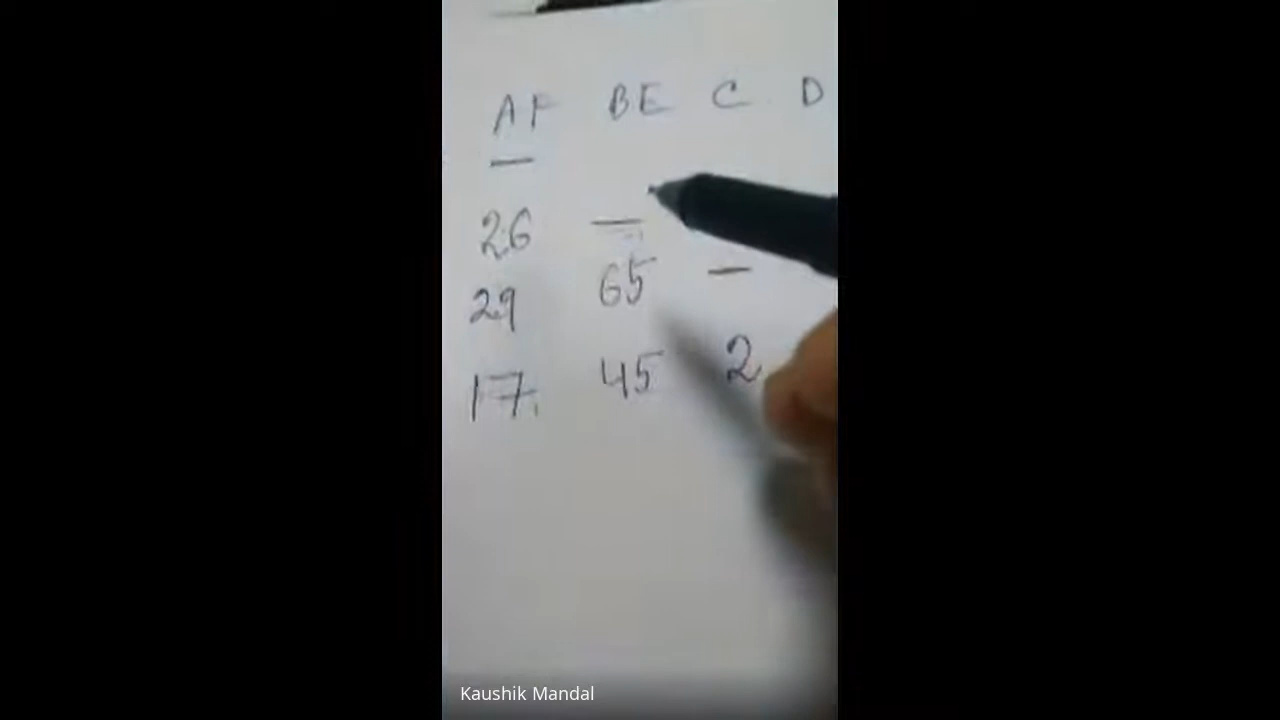 AF BE C D
—
26 —
29 65 —
17. 45 2
Kaushik Mandal